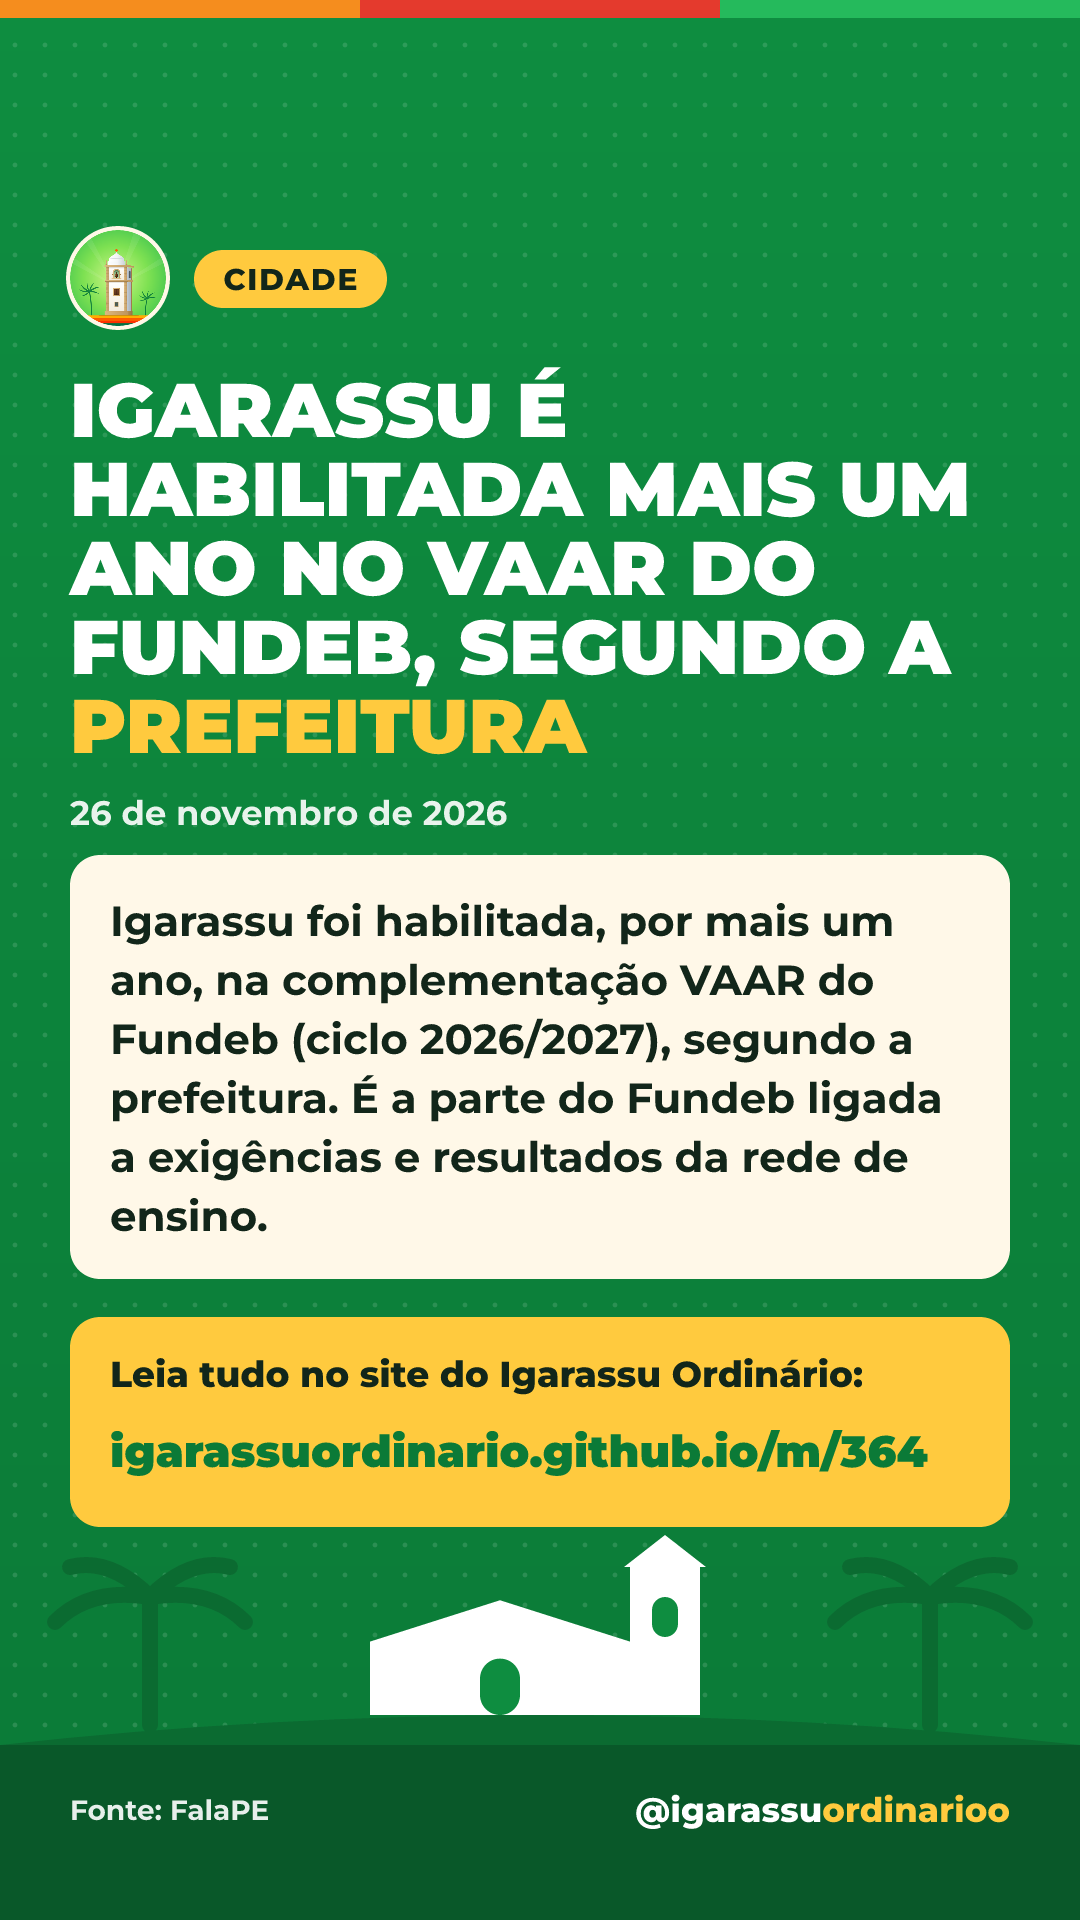 CIDADE
IGARASSU É
HABILITADA MAIS UM
ANO NO VAAR DO
FUNDEB, SEGUNDO A
PREFEITURA
26 de novembro de 2026
Igarassu foi habilitada, por mais um
ano, na complementação VAAR do
Fundeb (ciclo 2026/2027), segundo a
prefeitura. É a parte do Fundeb ligada
a exigências e resultados da rede de
ensino.
Leia tudo no site do Igarassu Ordinário:
igarassuordinario.github.io/m/364
Fonte: FalaPE
@igarassuordinarioo